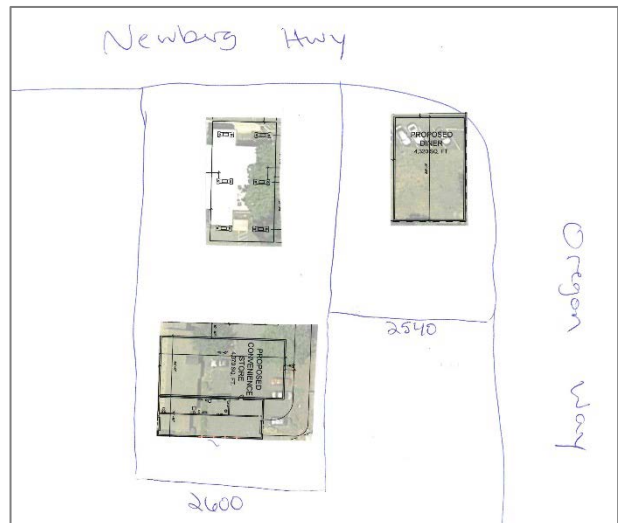 Newberg Hwy
PROPOSED
DINER
PROPOSED
CONVENIENCE
STORE
2540
Oregon Way
2600